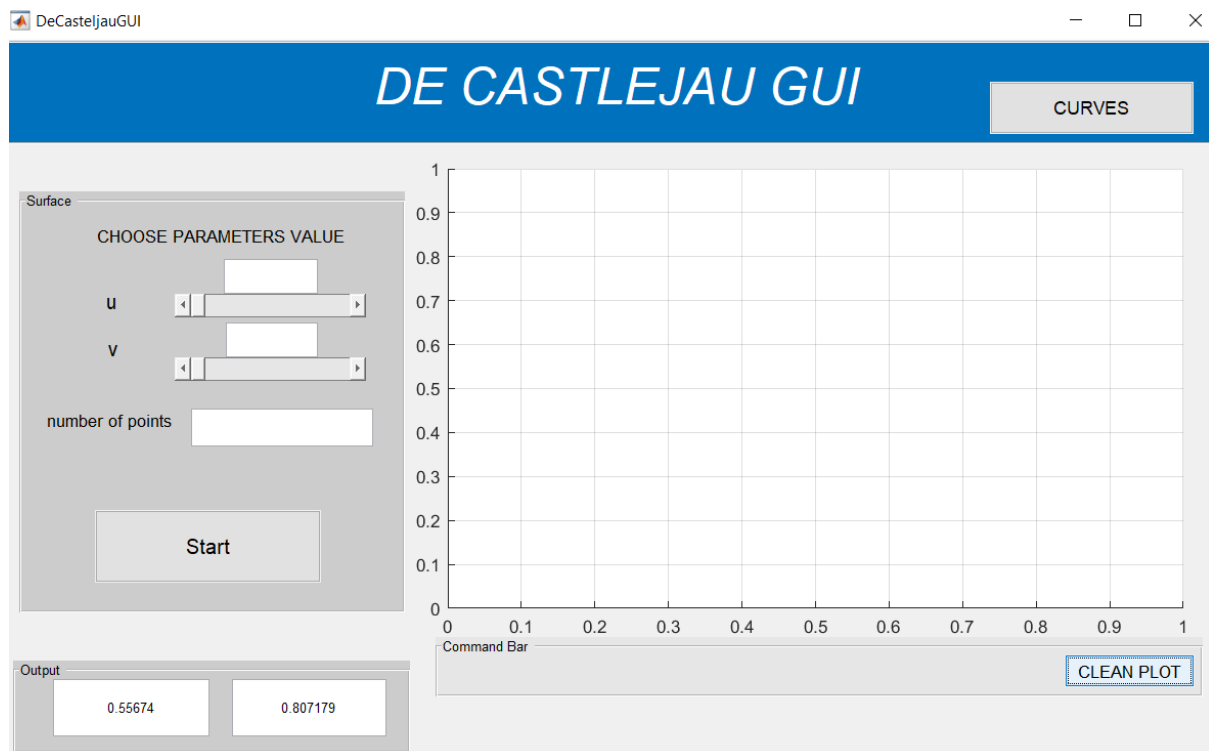 DeCasteljauGUI
DE CASTLEJAU GUI
CURVES
Surface
CHOOSE PARAMETERS VALUE
u
v
number of points
Start
1
0.9
0.8
0.7
0.6
0.5
0.4
0.3
0.2
0.1
0
0 0.1 0.2 0.3 0.4 0.5 0.6 0.7 0.8 0.9 1
Command Bar
CLEAN PLOT
Output
0.55674 0.807179